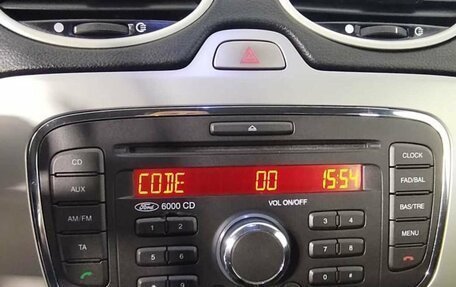 CODE 00 15:54
CD
AUX
AM/FM
TA
Ford 6000 CD
VOL ON/OFF
1 2
3 4
5 6
7 8
9 0
CLOCK
FAD/BAL
BAS/TRE
MENU